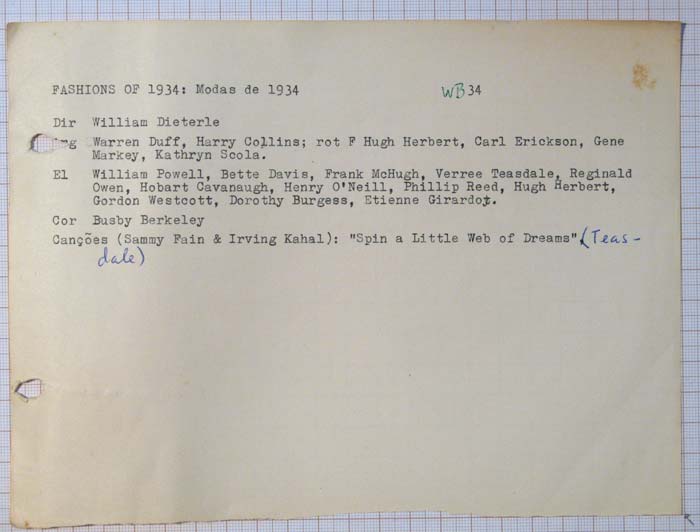 FASHIONS OF 1934: Modas de 1934 WB 34
Dir William Dieterle
Warren Duff, Harry Collins; rot F Hugh Herbert, Carl Erickson, Gene
Markey, Kathryn Scola.
El William Powell, Bette Davis, Frank McHugh, Verree Teasdale, Reginald
Owen, Hobart Cavanaugh, Henry O'Neill, Phillip Reed, Hugh Herbert,
Gordon Westcott, Dorothy Burgess, Etienne Girardot.
Cor Busby Berkeley
Canções (Sammy Fain & Irving Kahal): "Spin a Little Web of Dreams" (Teas-
dale)